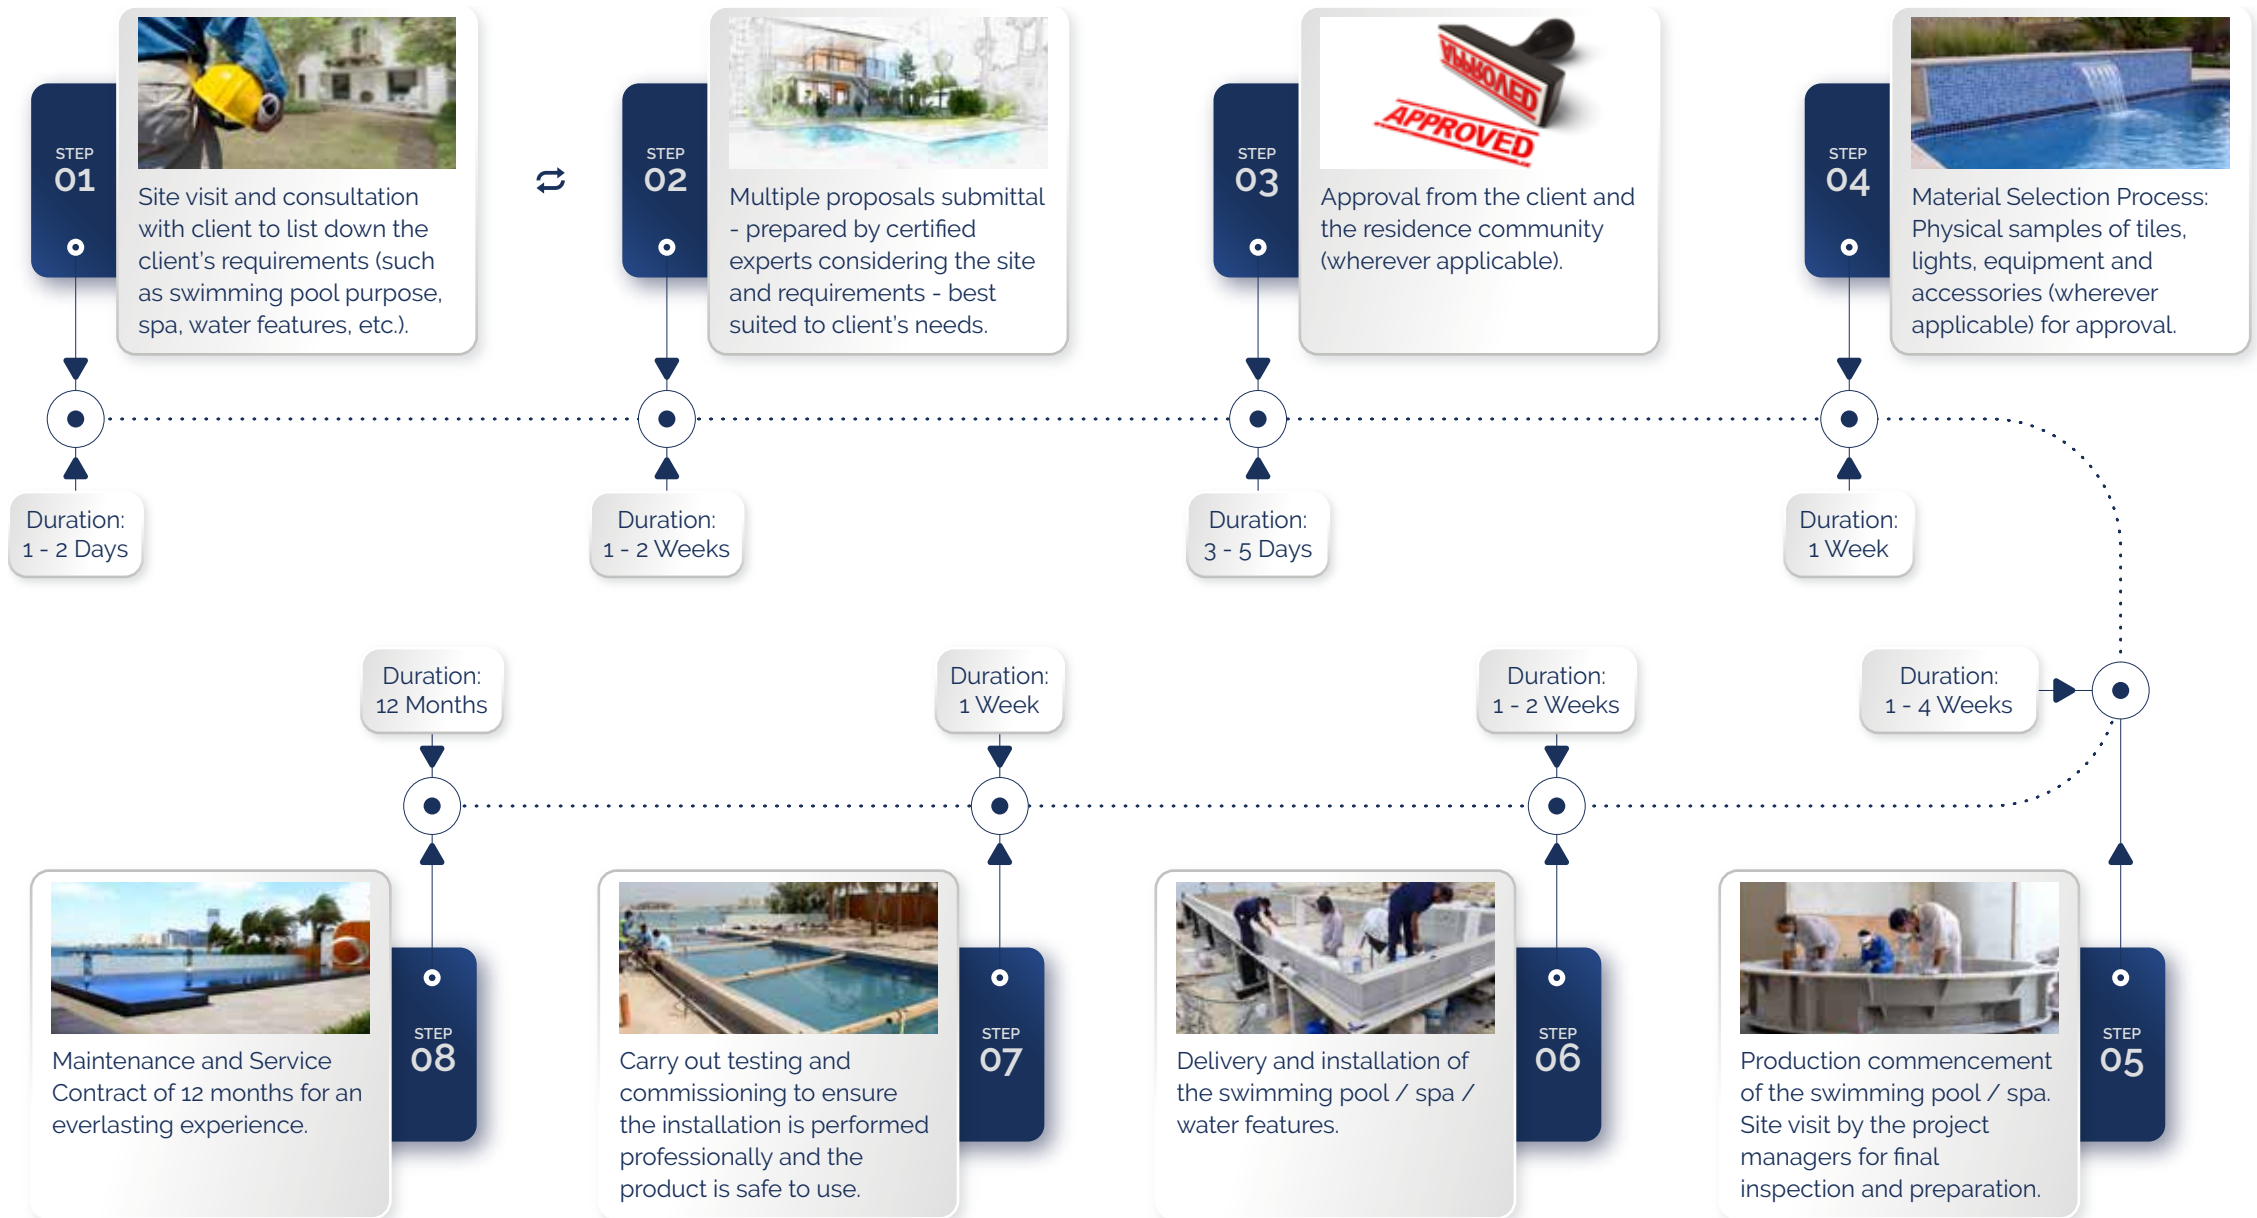 STEP
01
Site visit and consultation
with client to list down the
client's requirements (such
as swimming pool purpose,
spa, water features, etc.).
STEP
02
Multiple proposals submittal
- prepared by certified
experts considering the site
and requirements - best
suited to client's needs.
STEP
03
APPROVED
APPROVED
Approval from the client and
the residence community
(wherever applicable).
STEP
04
Material Selection Process:
Physical samples of tiles,
lights, equipment and
accessories (wherever
applicable) for approval.
Duration:
1 - 2 Days
Duration:
1 - 2 Weeks
Duration:
3 - 5 Days
Duration:
1 Week
Duration:
1 - 4 Weeks
Duration:
1 - 2 Weeks
Duration:
1 Week
Duration:
12 Months
STEP
05
Production commencement
of the swimming pool / spa.
Site visit by the project
managers for final
inspection and preparation.
STEP
06
Delivery and installation of
the swimming pool / spa /
water features.
STEP
07
Carry out testing and
commissioning to ensure
the installation is performed
professionally and the
product is safe to use.
STEP
08
Maintenance and Service
Contract of 12 months for an
everlasting experience.